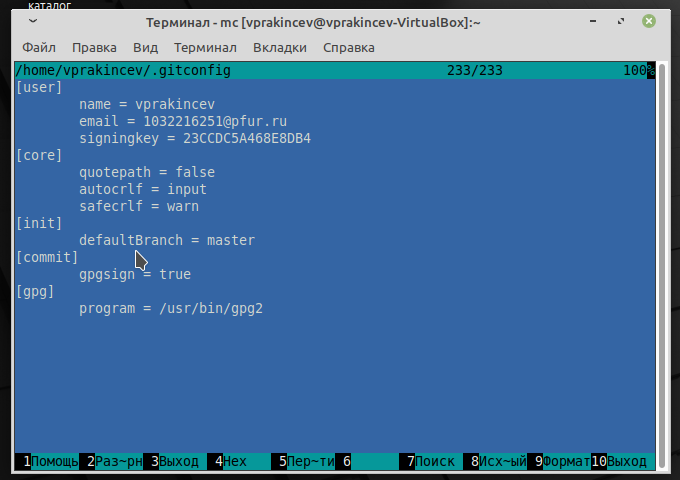 каталог
Терминал - mc [vprakincev@vprakincev-VirtualBox]:~
Файл Правка Вид Терминал Вкладки Справка
/home/vprakincev/.gitconfig 233/233 100%
[user]
name = vprakincev
email = 1032216251@pfur.ru
signingkey = 23CCDC5A468E8DB4
[core]
quotepath = false
autocrlf = input
safecrlf = warn
[init]
defaultBranch = master
[commit]
gpgsign = true
[gpg]
program = /usr/bin/gpg2
1Помощь 2Раз~рн 3Выход 4Hex 5Пер~ти 6 7Поиск 8Исх~ый 9Формат 10Выход